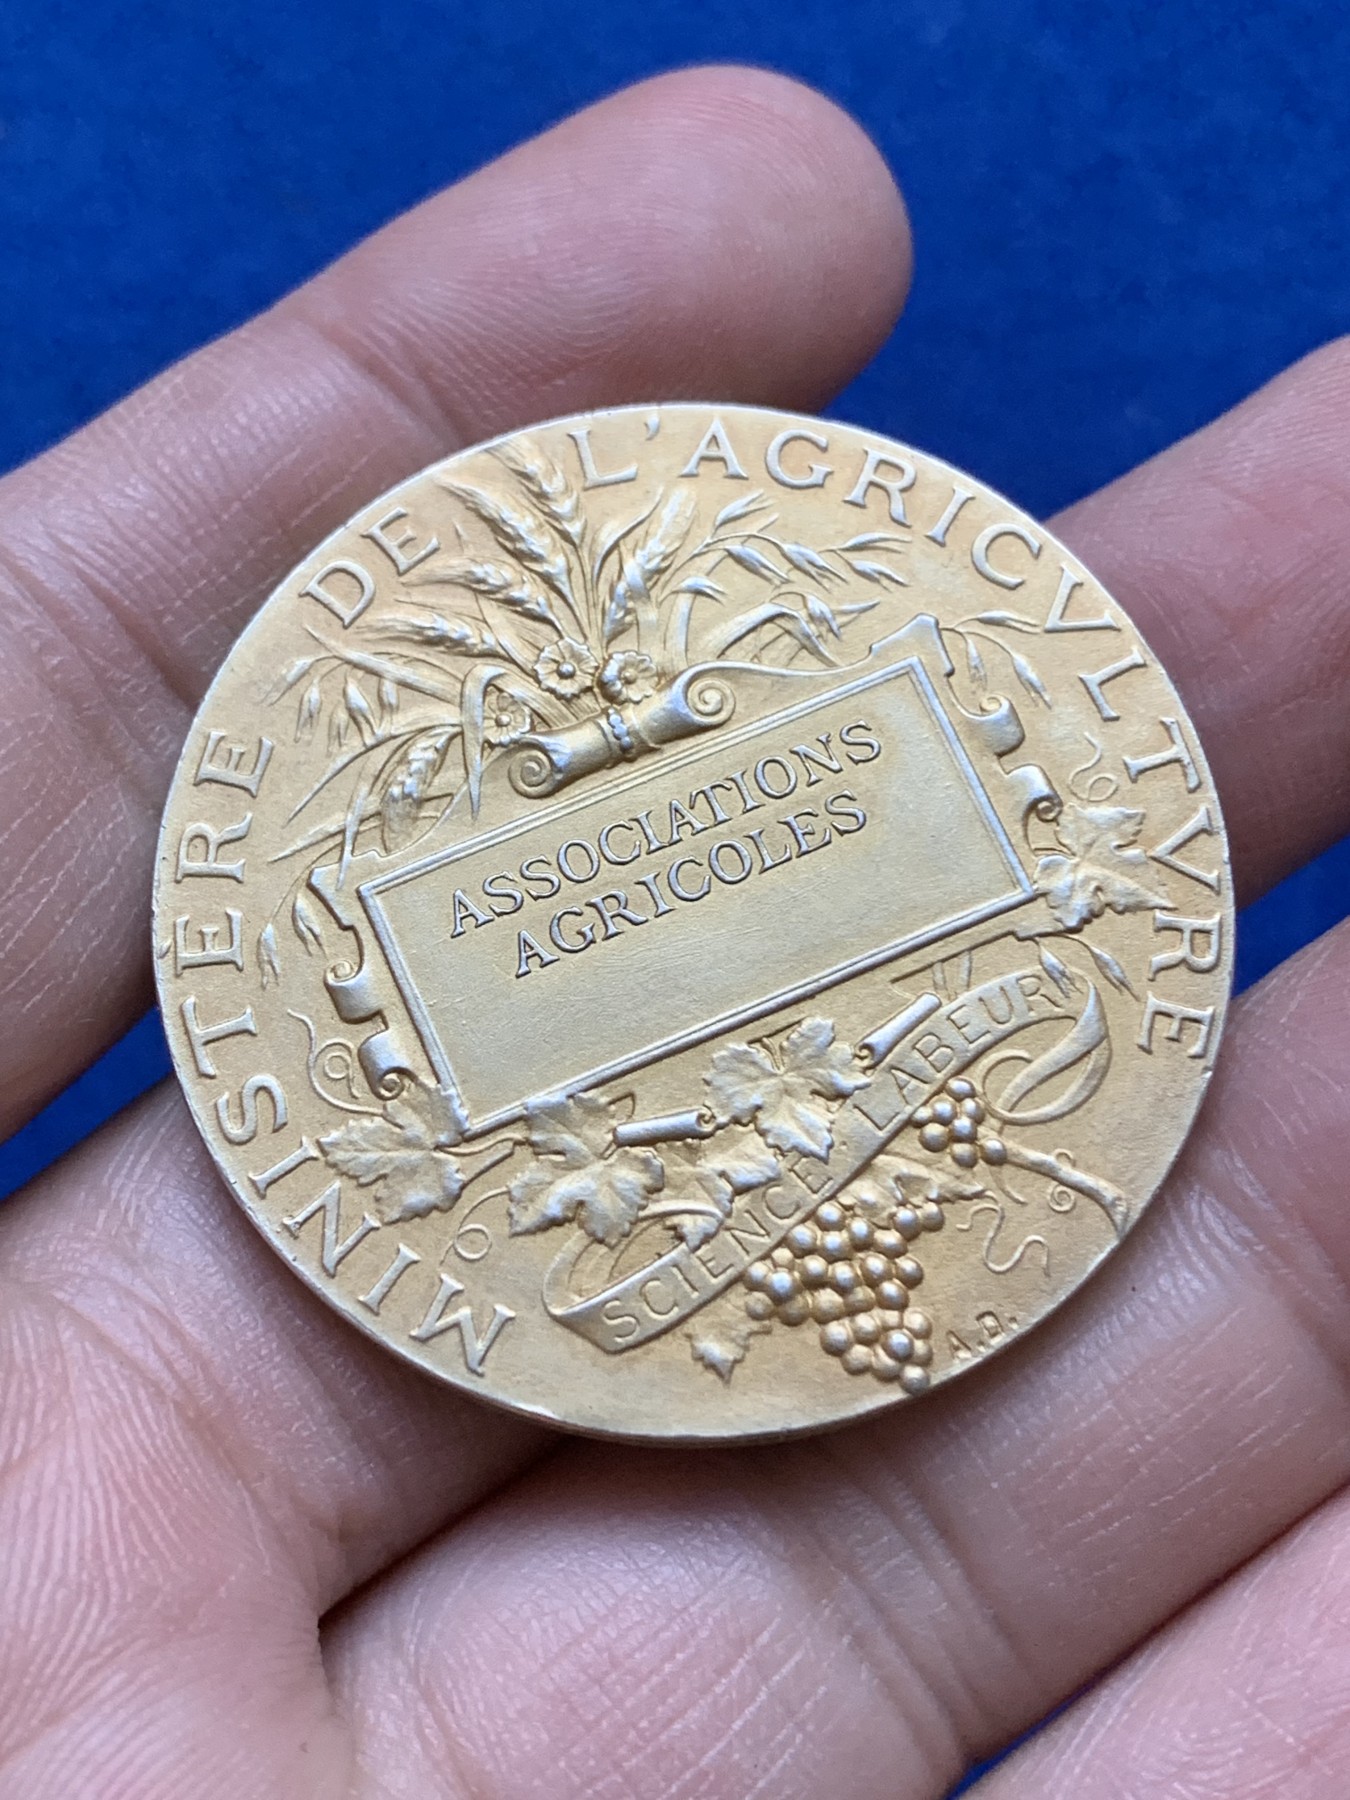 MINISTÈRE DE L'AGRICVLTVRE
ASSOCIATIONS
AGRICOLES
SCIENCE. LABEUR
A.D.